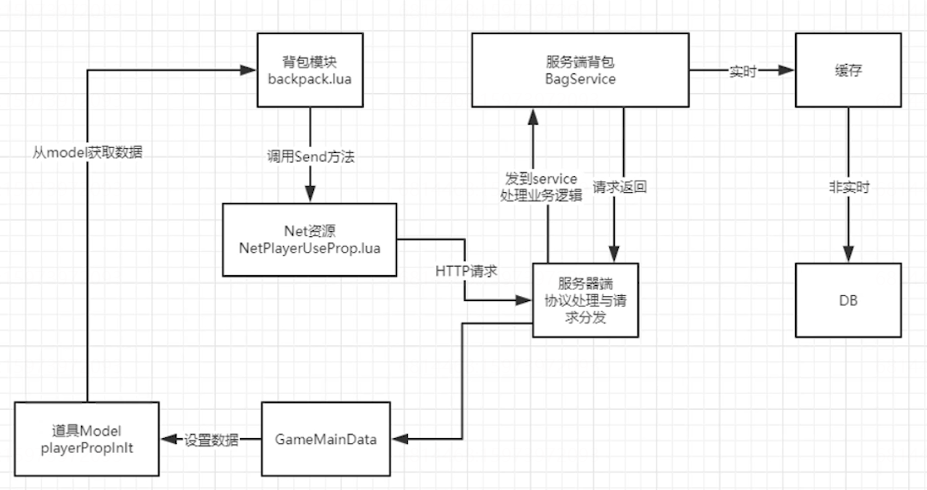 背包模块
backpack.lua
服务端背包
BagService
实时
缓存
从model获取数据
调用Send方法
发到service
处理业务逻辑
请求返回
非实时
Net资源
NetPlayerUseProp.lua
HTTP请求
服务器端
协议处理与请
求分发
DB
道具Model
playerPropInIt
设置数据
GameMainData